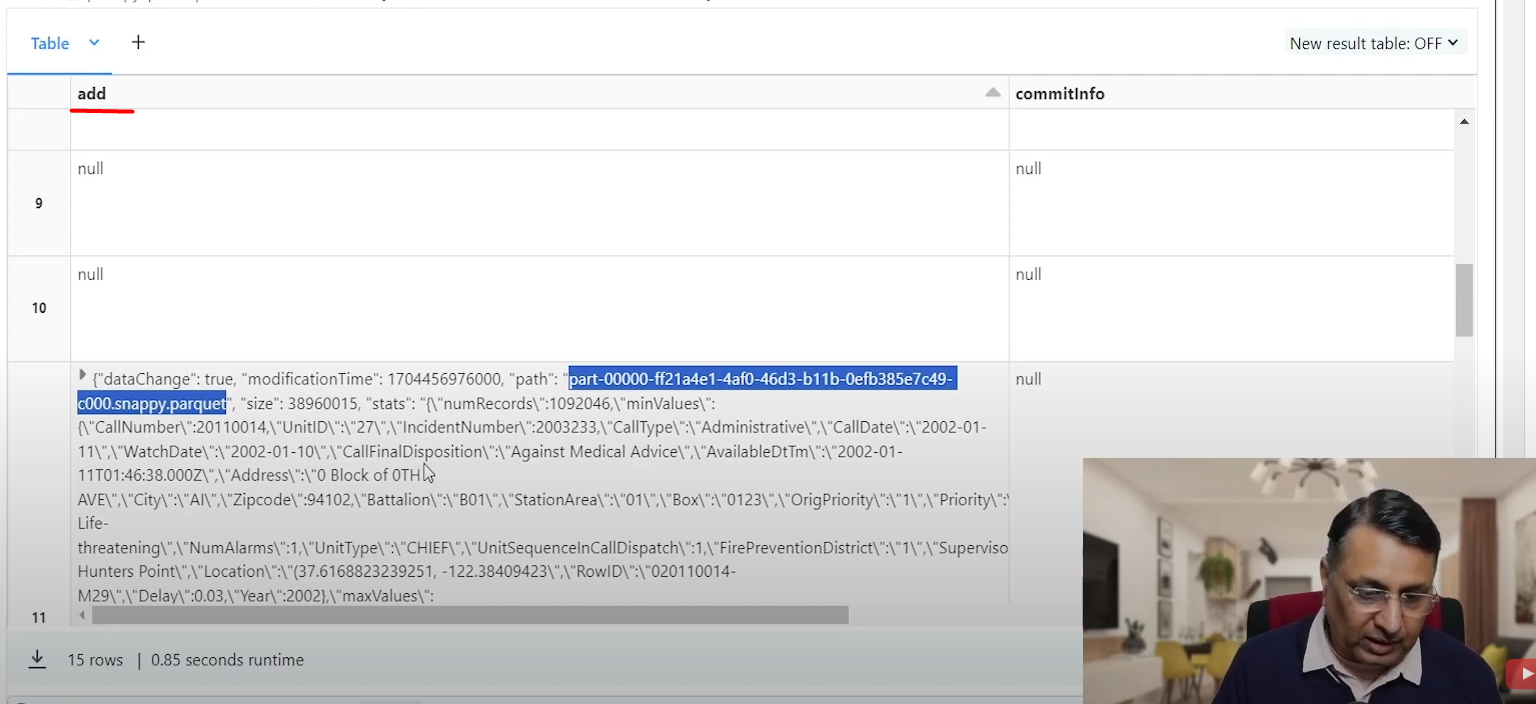 Table
New result table: OFF
add
commitInfo
null
null
9
null
null
10
{"dataChange": true, "modificationTime": 1704456976000, "path": "part-00000-ff21a4e1-4af0-46d3-b11b-0efb385e7c49-
null
c000.snappy.parquet", "size": 38960015, "stats": "{\"numRecords\":1092046,\"minValues\":
{\"CallNumber\":20110014,\"UnitID\":\"27\",\"IncidentNumber\":2003233,\"CallType\":\"Administrative\",\"CallDate\":\"2002-01-
11\",\"WatchDate\":\"2002-01-10\",\"CallFinalDisposition\":\"Against Medical Advice\",\"AvailableDtTm\":\"2002-01-
11T01:46:38.000Z\",\"Address\":\"0 Block of 0TH
AVE\",\"City\":\"AI\",\"Zipcode\":94102,\"Battalion\":\"B01\",\"StationArea\":\"01\",\"Box\":\"0123\",\"OrigPriority\":\"1\",\"Priority\":\
Life-
threatening\",\"NumAlarms\":1,\"UnitType\":\"CHIEF\",\"UnitSequenceInCallDispatch\":1,\"FirePreventionDistrict\":\"1\",\"Superviso
Hunters Point\",\"Location\":\"(37.6168823239251, -122.38409423\",\"RowID\":\"020110014-
M29\",\"Delay\":0.03,\"Year\":2002},\"maxValues\":
11
15 rows | 0.85 seconds runtime